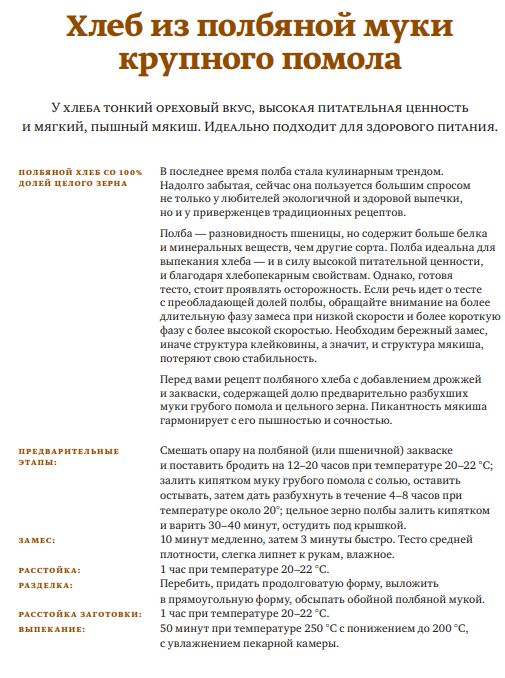 Хлеб из полбяной муки
крупного помола
У хлеба тонкий ореховый вкус, высокая питательная ценность
и мягкий, пышный мякиш. Идеально подходит для здорового питания.
полбяной хлеб со 100%
долей целого зерна
В последнее время полба стала кулинарным трендом.
Надолго забытая, сейчас она пользуется большим спросом
не только у любителей экологичной и здоровой выпечки,
но и у приверженцев традиционных рецептов.
Полба — разновидность пшеницы, но содержит больше белка
и минеральных веществ, чем другие сорта. Полба идеальна для
выпекания хлеба — и в силу высокой питательной ценности,
и благодаря хлебопекарным свойствам. Однако, готовя
тесто, стоит проявлять осторожность. Если речь идет о тесте
с преобладающей долей полбы, обращайте внимание на более
длительную фазу замеса при низкой скорости и более короткую
фазу с более высокой скоростью. Необходим бережный замес,
иначе структура клейковины, а значит, и структура мякиша,
потеряют свою стабильность.
Перед вами рецепт полбяного хлеба с добавлением дрожжей
и закваски, содержащей долю предварительно разбухших
муки грубого помола и цельного зерна. Пикантность мякиша
гармонирует с его пышностью и сочностью.
предварительные
этапы:
Смешать опару на полбяной (или пшеничной) закваске
и поставить бродить на 12–20 часов при температуре 20–22 °C;
залить кипятком муку грубого помола с солью, оставить
остывать, затем дать разбухнуть в течение 4–8 часов при
температуре около 20°; цельное зерно полбы залить кипятком
и варить 30–40 минут, остудить под крышкой.
замес:
10 минут медленно, затем 3 минуты быстро. Тесто средней
плотности, слегка липнет к рукам, влажное.
расстойка:
1 час при температуре 20–22 °C.
разделка:
Перебить, придать продолговатую форму, выложить
в прямоугольную форму, обсыпать обойной полбяной мукой.
расстойка заготовки:
1 час при температуре 20–22 °C.
выпекание:
50 минут при температуре 250 °C с понижением до 200 °C,
с увлажнением пекарной камеры.